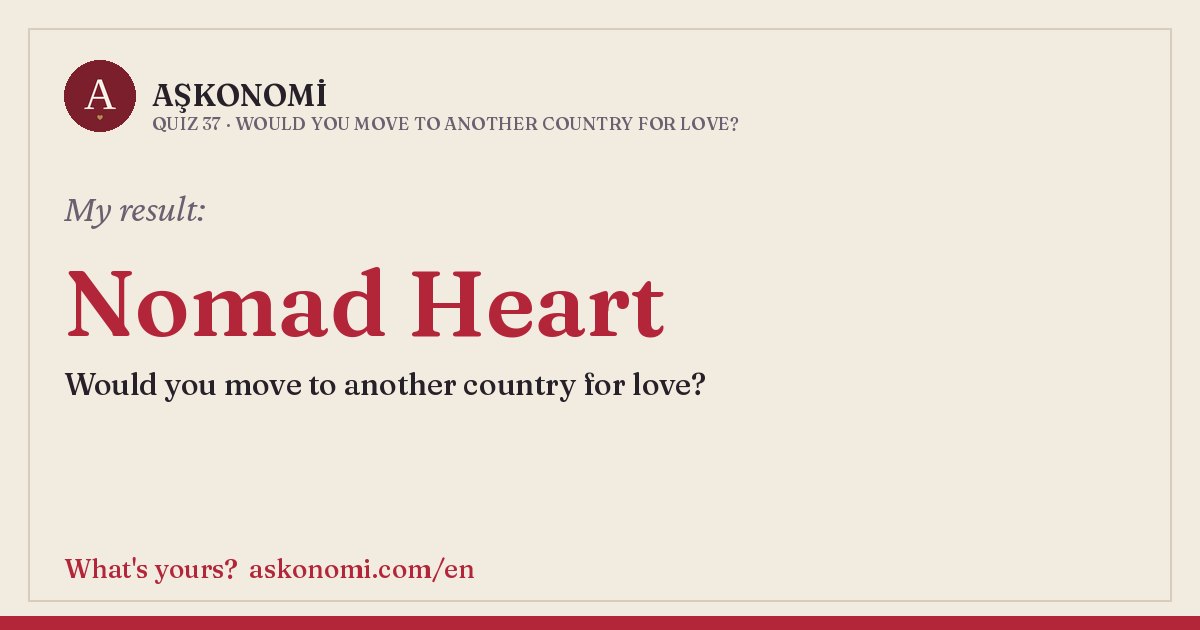 A
AŞKONOMİ
QUIZ 37 · WOULD YOU MOVE TO ANOTHER COUNTRY FOR LOVE?
My result:
Nomad Heart
Would you move to another country for love?
What's yours? askonomi.com/en